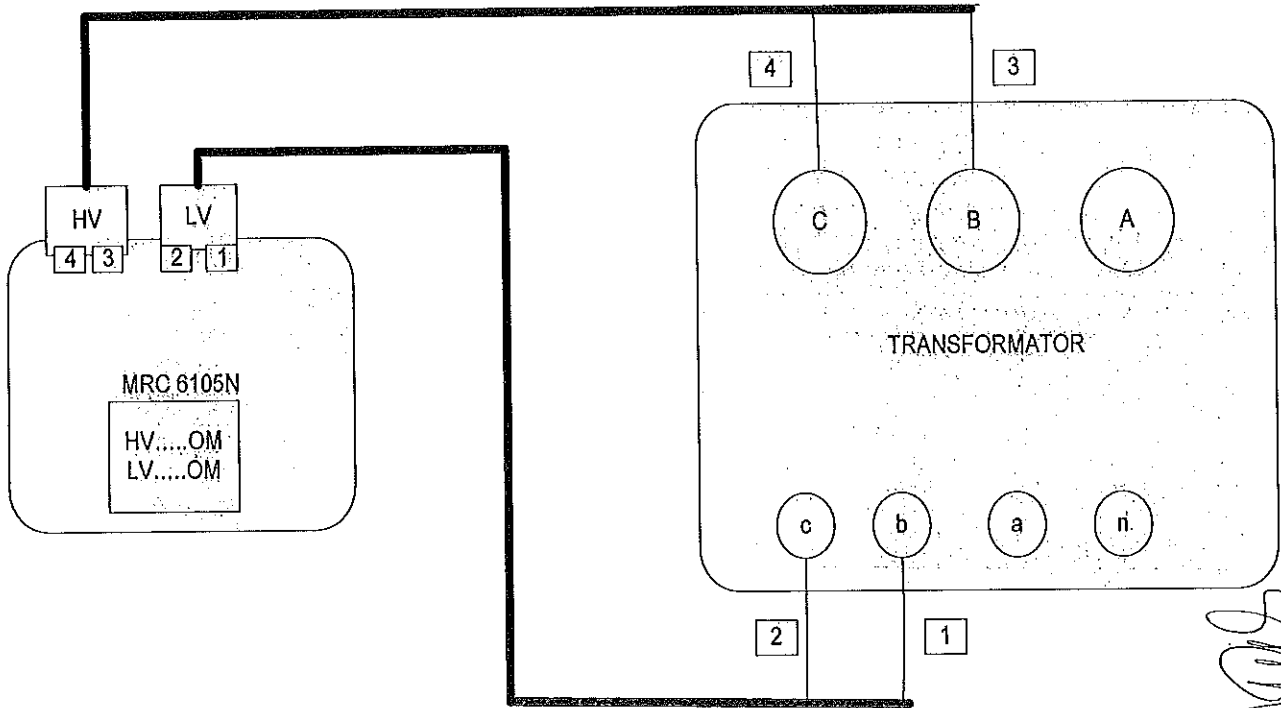 4
3
HV
LV
4 3
2 1
C
B
A
TRANSFORMATOR
MRC 6105N
HV.....OM
LV.....OM
c
b
a
n
2
1